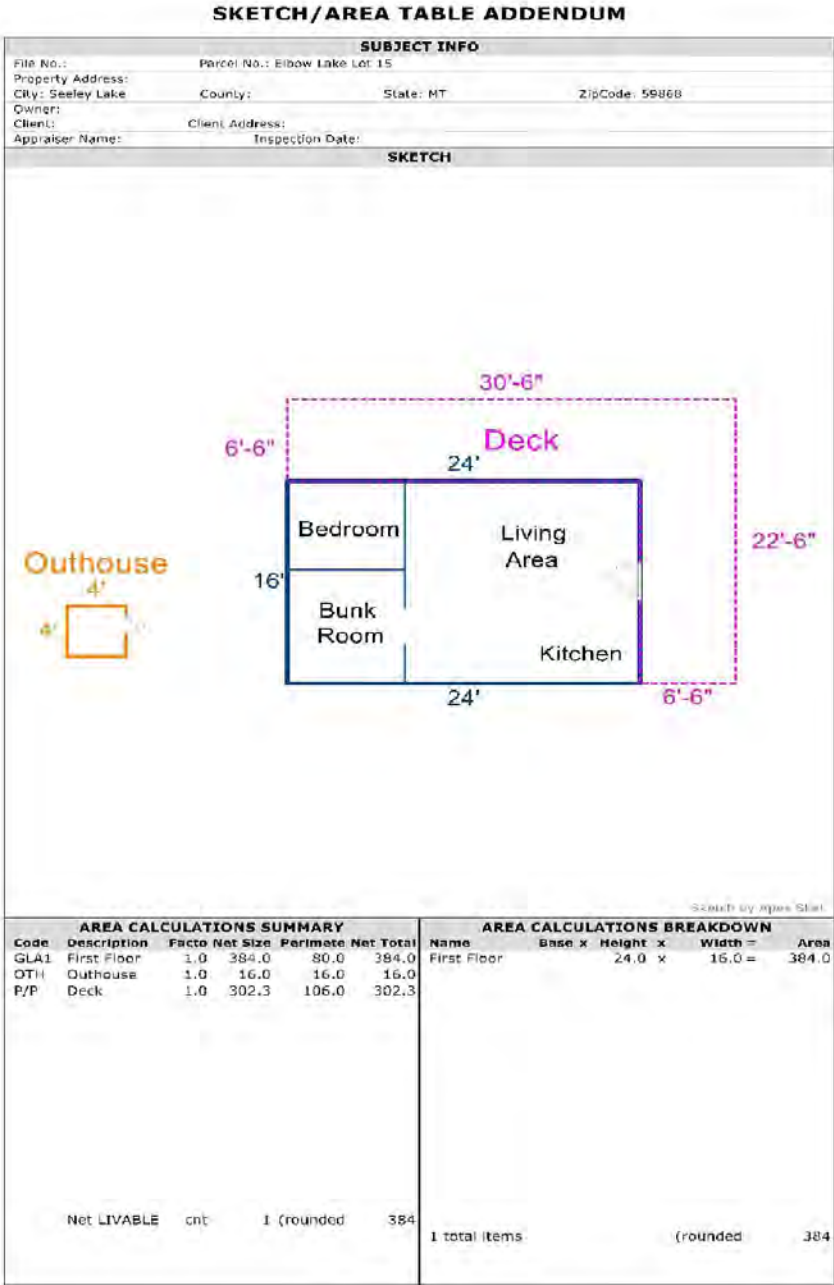 SKETCH/AREA TABLE ADDENDUM
SUBJECT INFO
File No.: Parcel No.: Elbow Lake Lot 15
Property Address:
City: Seeley Lake County: State: MT ZipCode: 59868
Owner:
Client: Client Address:
Appraiser Name: Inspection Date:
SKETCH
30'-6"
6'-6"
Deck
24'
Bedroom
Living
Area
22'-6"
Outhouse
4'
16'
4'
Bunk
Room
Kitchen
24'
6'-6"
Sketch by Apex
AREA CALCULATIONS SUMMARY
Code Description Facto Net Size Perimete Net Total
GLA1 First Floor 1.0 384.0 80.0 384.0
OTH Outhouse 1.0 16.0 16.0 16.0
P/P Deck 1.0 302.3 106.0 302.3
Net LIVABLE cnt 1 (rounded 384
AREA CALCULATIONS BREAKDOWN
Name Base x Height x Width = Area
First Floor 24.0 x 16.0 = 384.0
1 total items (rounded 384